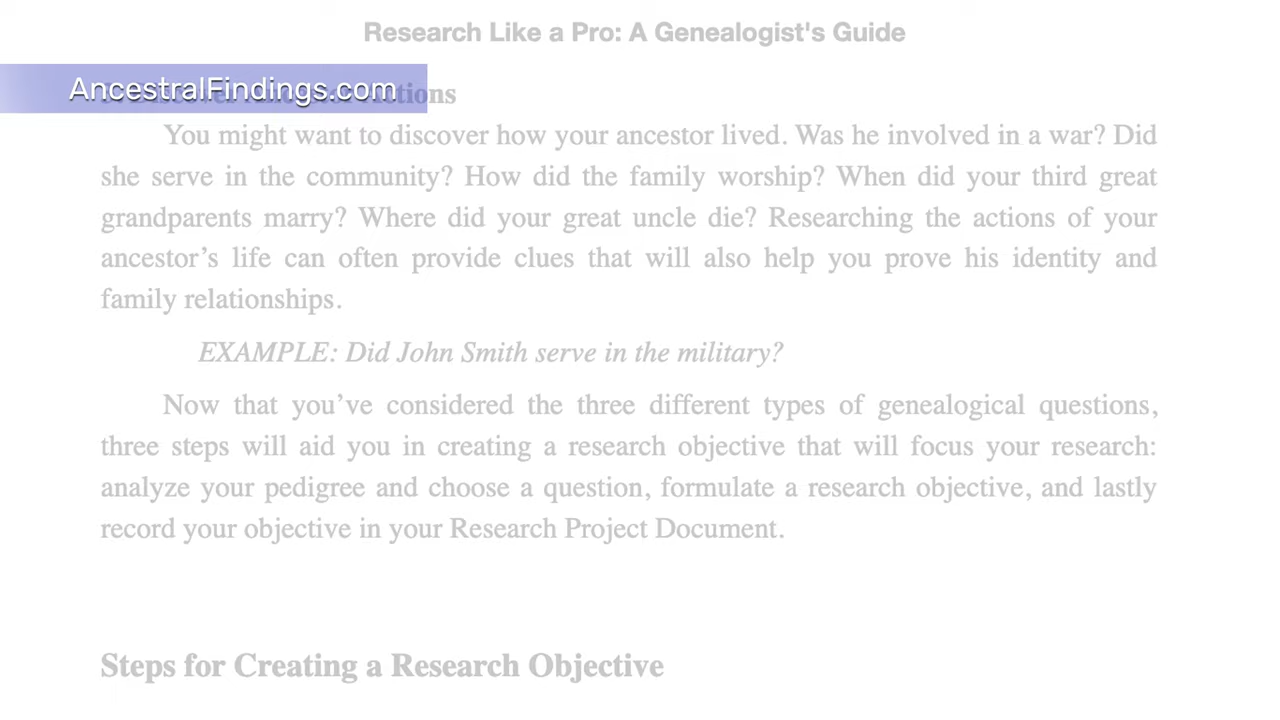 Research Like a Pro: A Genealogist's Guide
AncestralFindings.com
You might want to discover how your ancestor lived. Was he involved in a war? Did
she serve in the community? How did the family worship? When did your third great
grandparents marry? Where did your great uncle die? Researching the actions of your
ancestor’s life can often provide clues that will also help you prove his identity and
family relationships.
EXAMPLE: Did John Smith serve in the military?
Now that you’ve considered the three different types of genealogical questions,
three steps will aid you in creating a research objective that will focus your research:
analyze your pedigree and choose a question, formulate a research objective, and lastly
record your objective in your Research Project Document.
Steps for Creating a Research Objective